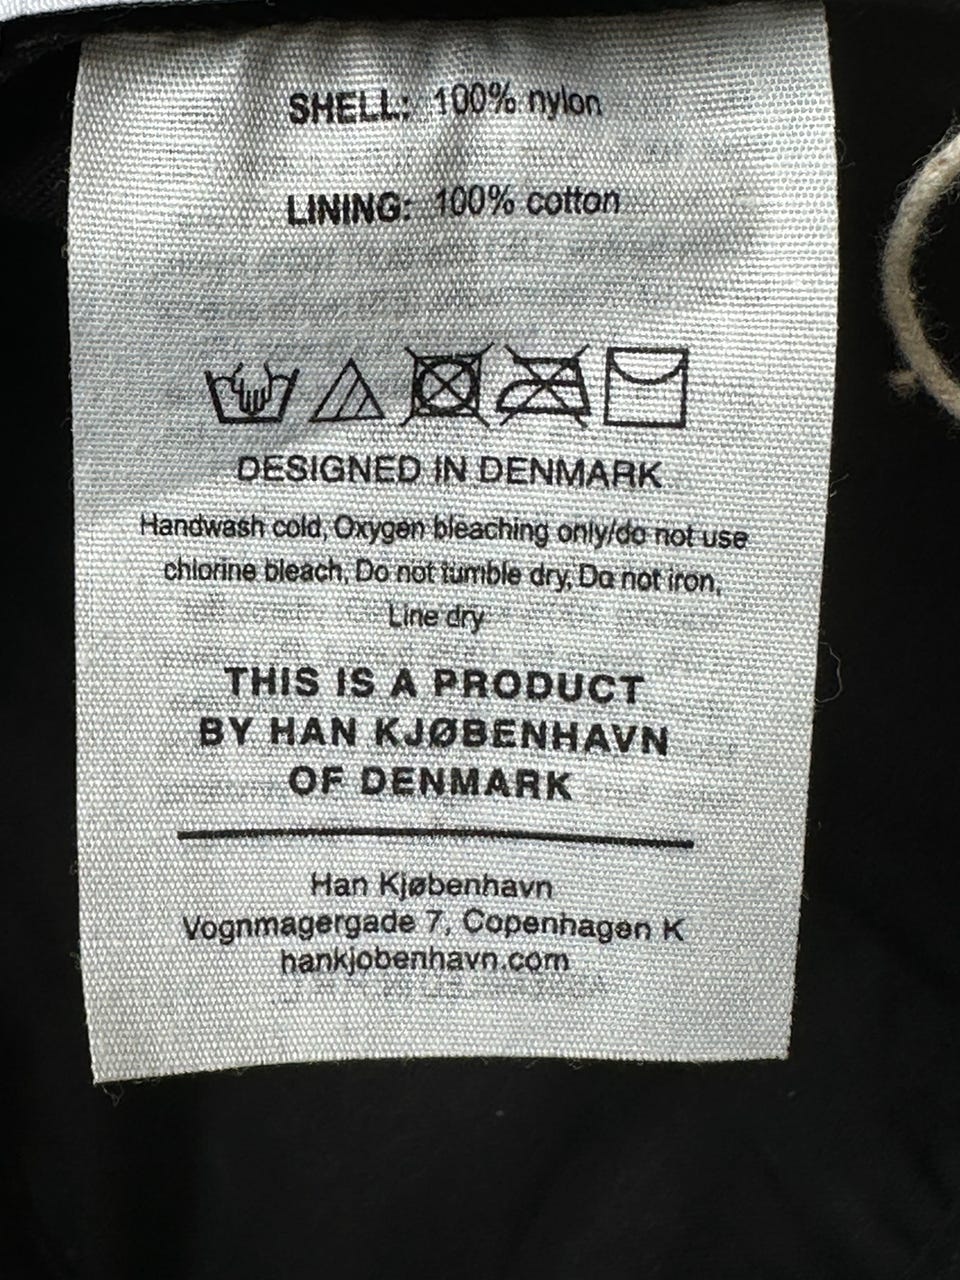 SHELL: 100% nylon
LINING: 100% cotton
DESIGNED IN DENMARK
Handwash cold, Oxygen bleaching only/do not use
chlorine bleach, Do not tumble dry, Do not iron,
Line dry
THIS IS A PRODUCT
BY HAN KJØBENHAVN
OF DENMARK
Han Kjøbenhavn
Vognmagergade 7, Copenhagen K
hankjobenhavn.com